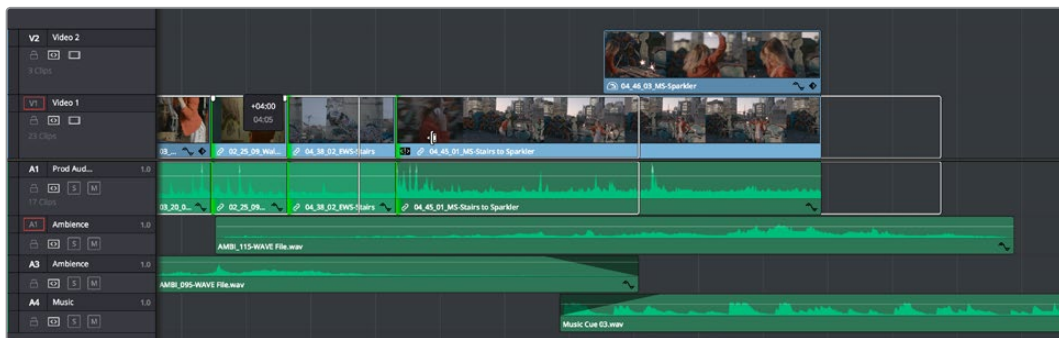 V2 Video 2
9 Clips
04_46_03_MS-Sparkler
V1 Video 1
23 Clips
+04:00
04:05
03_...
02_25_09_Wal...
04_38_02_EWS-Stairs
04_45_01_MS-Stairs to Sparkler
A1 Prod Aud... 1.0
S M
17 Clips
03_20_0...
02_25_09...
04_38_02_EWS-Stairs
04_45_01_MS-Stairs to Sparkler
A1 Ambience 1.0
S M
AMBI_115-WAVE File.wav
A3 Ambience 1.0
S M
AMBI_095-WAVE File.wav
A4 Music 1.0
S M
Music Cue 03.wav